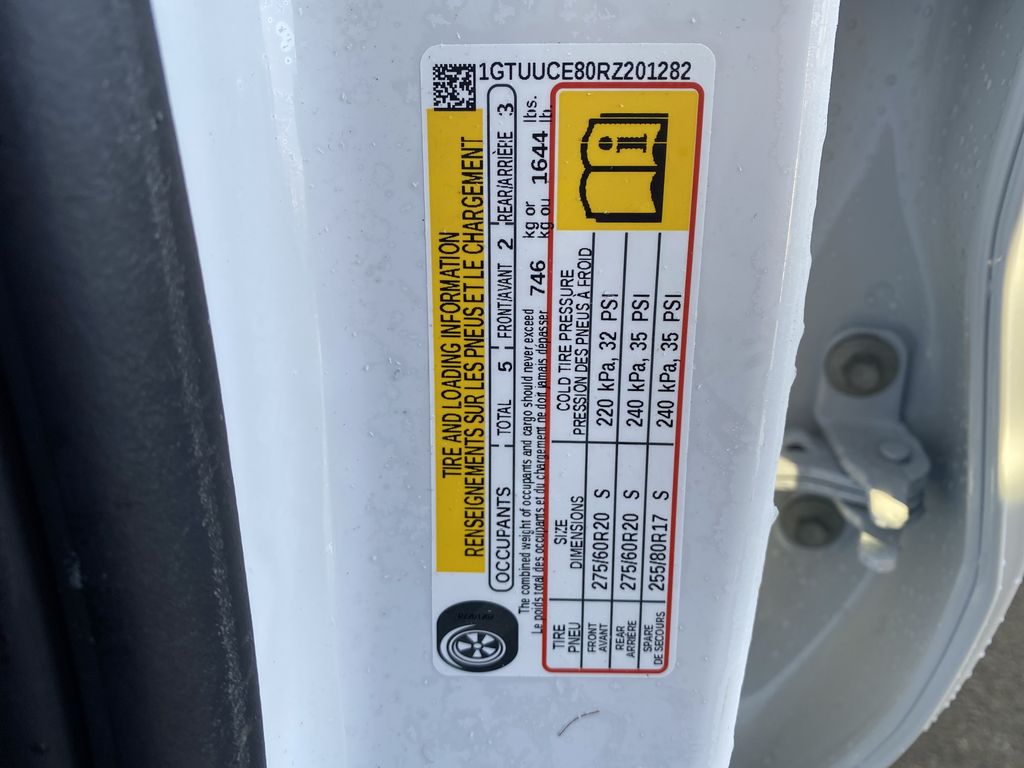 1GTUUCE80RZ201282
TIRE AND LOADING INFORMATION
RENSEIGNEMENTS SUR LES PNEUS ET LE CHARGEMENT
OCCUPANTS TOTAL 5 FRONT/AVANT 2 REAR/ARRIÈRE 3
The combined weight of occupants and cargo should never exceed 746 kg or 1644 lbs.
Le poids total des occupants et du chargement ne doit jamais dépasser kg ou lb.
TIRE SIZE COLD TIRE PRESSURE
PNEU DIMENSIONS PRESSION DES PNEUS À FROID
FRONT
AVANT 275/60R20 S 220 kPa, 32 PSI
REAR
ARRIÈRE 275/60R20 S 240 kPa, 35 PSI
SPARE
DE SECOURS 255/80R17 S 240 kPa, 35 PSI
i